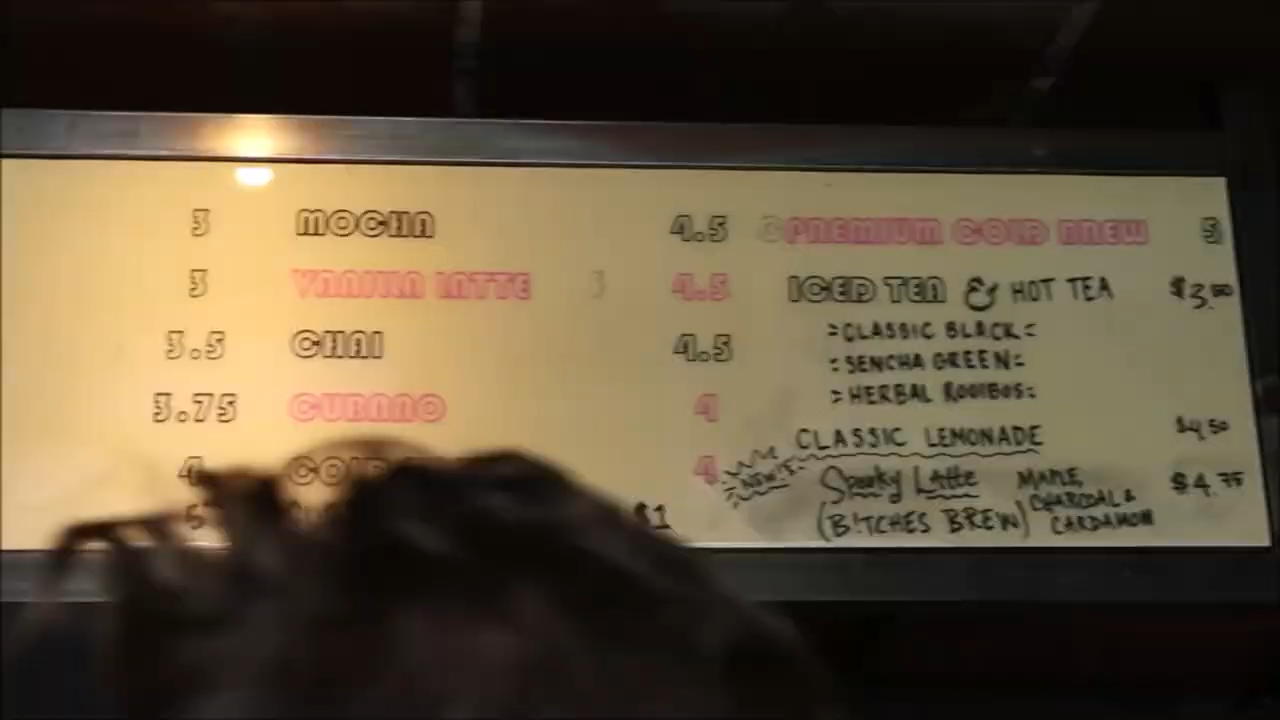 3 MOCHA 4.5 PREMIUM COLD BREW 5
3 VANILLA LATTE 4.5 ICED TEA & HOT TEA $3.00
3.5 CHAI 4.5
=CLASSIC BLACK=
=SENCHA GREEN=
=HERBAL ROOIBOS=
3.75 CUBANO 4
CLASSIC LEMONADE $4.50
4 COLD 4
NEW! Spooky Latte MAPLE, $4.75
(B!TCHES BREW) CHARCOAL &
CARDAMOM
5 $1